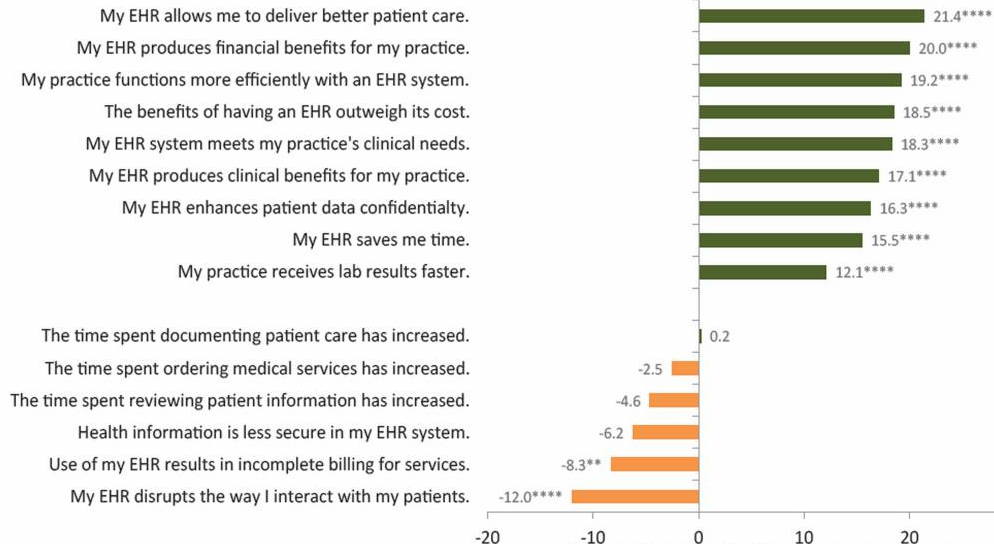 My EHR allows me to deliver better patient care. 21.4****
My EHR produces financial benefits for my practice. 20.0****
My practice functions more efficiently with an EHR system. 19.2****
The benefits of having an EHR outweigh its cost. 18.5****
My EHR system meets my practice's clinical needs. 18.3****
My EHR produces clinical benefits for my practice. 17.1****
My EHR enhances patient data confidentialty. 16.3****
My EHR saves me time. 15.5****
My practice receives lab results faster. 12.1****
The time spent documenting patient care has increased. 0.2
The time spent ordering medical services has increased. -2.5
The time spent reviewing patient information has increased. -4.6
Health information is less secure in my EHR system. -6.2
Use of my EHR results in incomplete billing for services. -8.3**
My EHR disrupts the way I interact with my patients. -12.0****
-20 -10 0 10 20